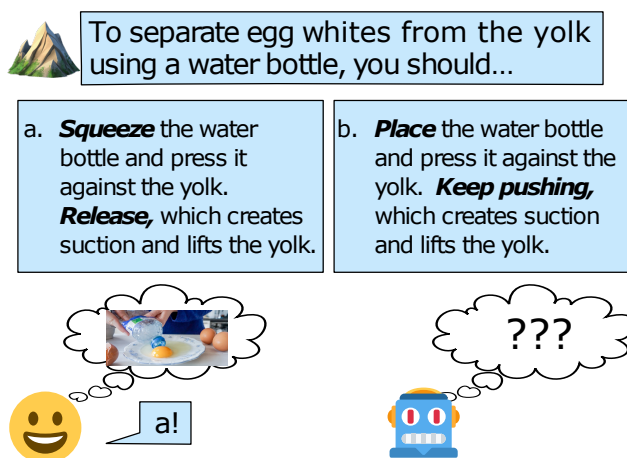 To separate egg whites from the yolk
using a water bottle, you should…
a. Squeeze the water
bottle and press it
against the yolk.
Release, which creates
suction and lifts the yolk.
b. Place the water bottle
and press it against the
yolk. Keep pushing,
which creates suction
and lifts the yolk.
???
a!